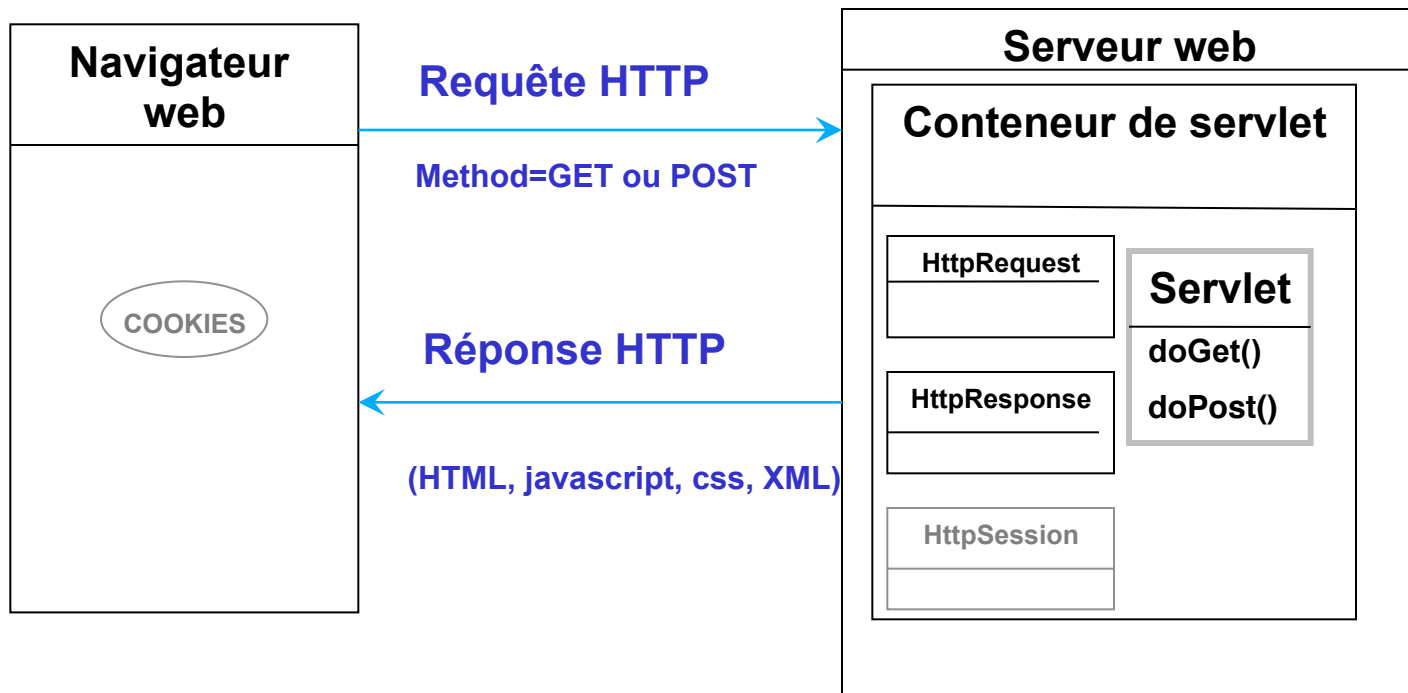 Navigateur
web
COOKIES
Requête HTTP
Method=GET ou POST
Réponse HTTP
(HTML, javascript, css, XML)
Serveur web
Conteneur de servlet
HttpRequest
HttpResponse
HttpSession
Servlet
doGet()
doPost()